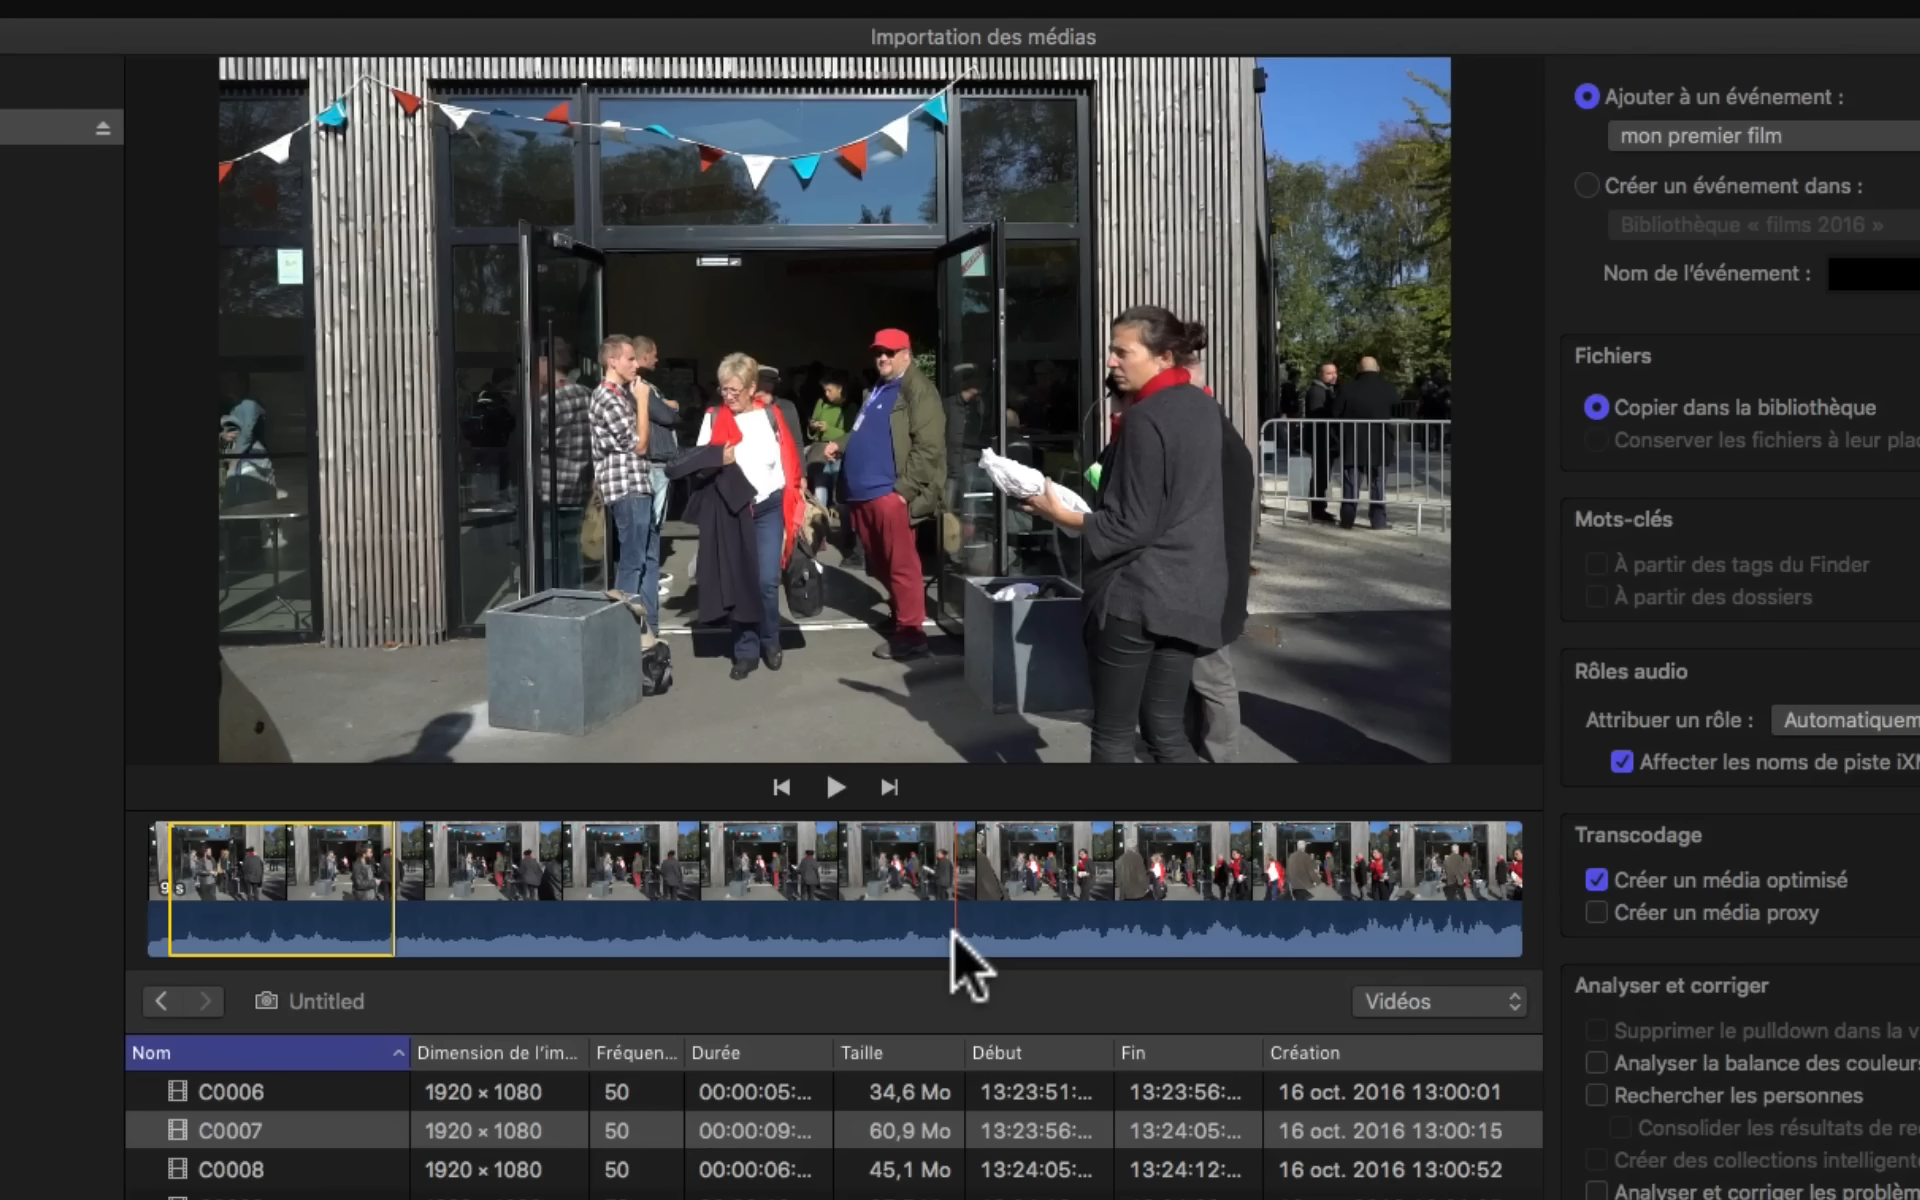 Importation des médias
Ajouter à un événement :
mon premier film
Créer un événement dans :
Bibliothèque « films 2016 »
Nom de l'événement :
Fichiers
Copier dans la bibliothèque
Conserver les fichiers à leur plac
Mots-clés
À partir des tags du Finder
À partir des dossiers
Rôles audio
Attribuer un rôle : Automatiquem
Affecter les noms de piste iXM
Transcodage
Créer un média optimisé
Créer un média proxy
Analyser et corriger
Supprimer le pulldown dans la v
Analyser la balance des couleurs
Rechercher les personnes
Consolider les résultats de re
Créer des collections intelligente
Analyser et corriger les problèm
9 s
Untitled
Vidéos
Nom Dimension de l'im... Fréquen... Durée Taille Début Fin Création
C0006 1920 × 1080 50 00:00:05:... 34,6 Mo 13:23:51:... 13:23:56:... 16 oct. 2016 13:00:01
C0007 1920 × 1080 50 00:00:09:... 60,9 Mo 13:23:56:... 13:24:05:... 16 oct. 2016 13:00:15
C0008 1920 × 1080 50 00:00:06:... 45,1 Mo 13:24:05:... 13:24:12:... 16 oct. 2016 13:00:52